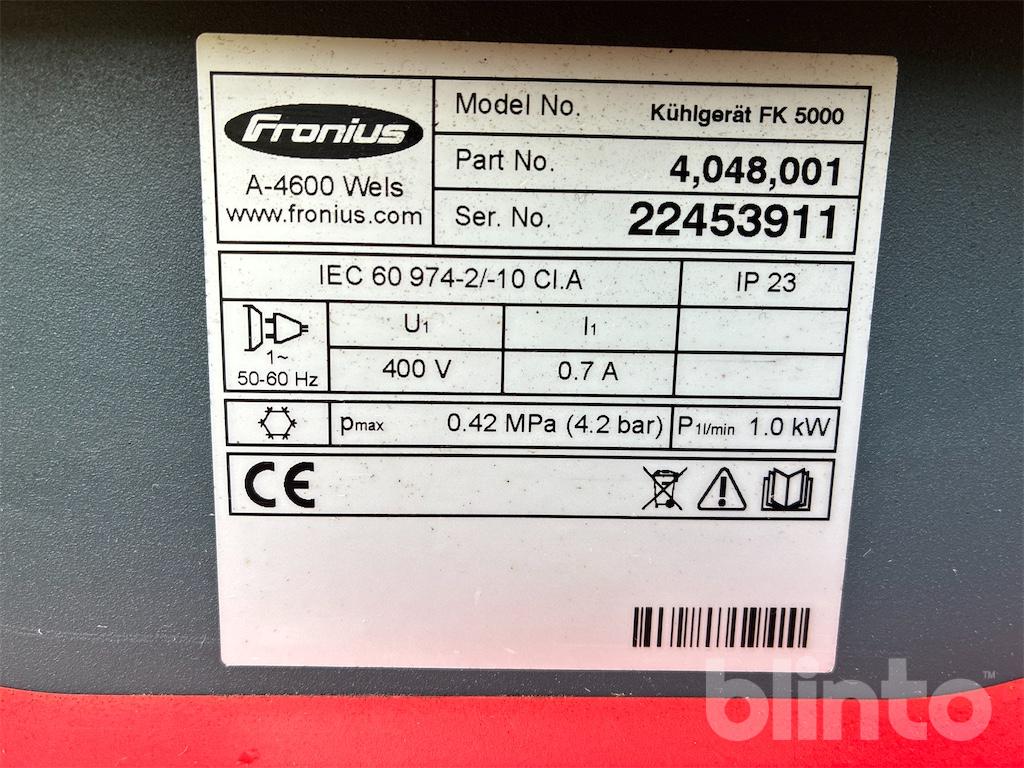 Fronius
A-4600 Wels
www.fronius.com
Model No. Kühlgerät FK 5000
Part No. 4,048,001
Ser. No. 22453911
IEC 60 974-2/-10 Cl.A IP 23
1~
50-60 Hz
U1 I1
400 V 0.7 A
pmax 0.42 MPa (4.2 bar) P1l/min 1.0 kW
CE
blinto™